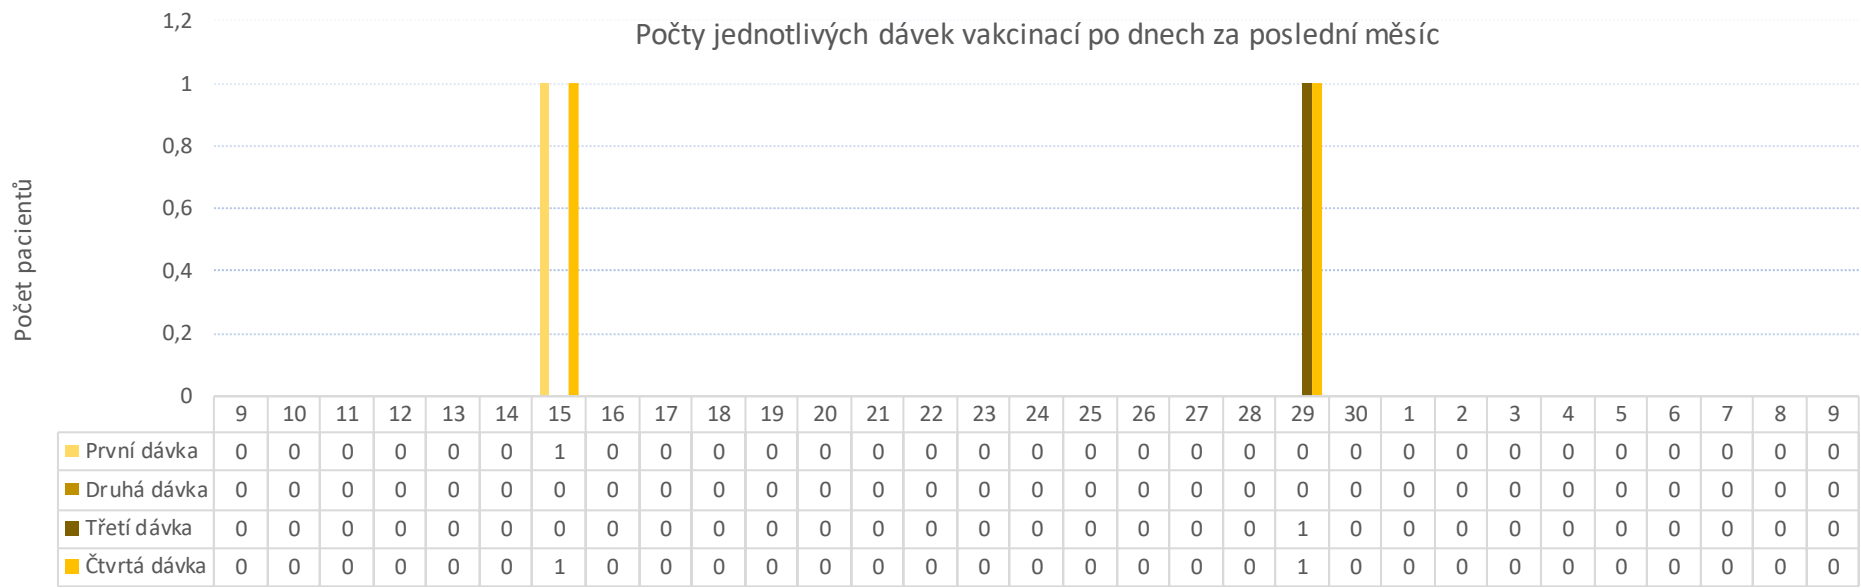 Počty jednotlivých dávek vakcinací po dnech za poslední měsíc
Počet pacientů
1,2
1
0,8
0,6
0,4
0,2
0
9 10 11 12 13 14 15 16 17 18 19 20 21 22 23 24 25 26 27 28 29 30 1 2 3 4 5 6 7 8 9
První dávka 0 0 0 0 0 0 1 0 0 0 0 0 0 0 0 0 0 0 0 0 0 0 0 0 0 0 0 0 0 0 0
Druhá dávka 0 0 0 0 0 0 0 0 0 0 0 0 0 0 0 0 0 0 0 0 0 0 0 0 0 0 0 0 0 0 0
Třetí dávka 0 0 0 0 0 0 0 0 0 0 0 0 0 0 0 0 0 0 0 0 1 0 0 0 0 0 0 0 0 0 0
Čtvrtá dávka 0 0 0 0 0 0 1 0 0 0 0 0 0 0 0 0 0 0 0 0 1 0 0 0 0 0 0 0 0 0 0